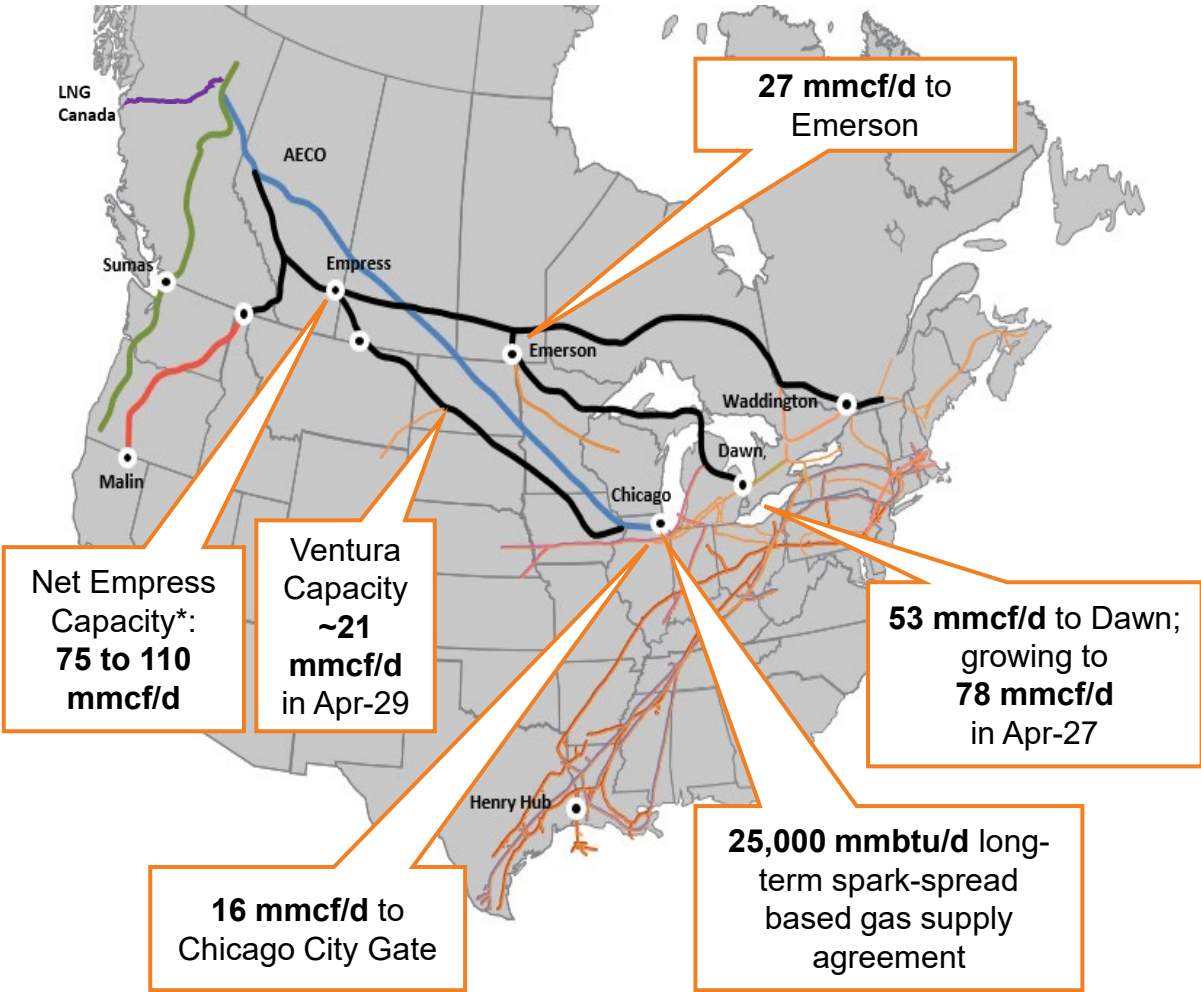 27 mmcf/d to
Emerson
LNG
Canada
AECO
Sumas
Empress
Emerson
Waddington
Dawn,
Malin
Chicago
Net Empress
Capacity*:
75 to 110
mmcf/d
Ventura
Capacity
~21
mmcf/d
in Apr-29
53 mmcf/d to Dawn;
growing to
78 mmcf/d
in Apr-27
Henry Hub
16 mmcf/d to
Chicago City Gate
25,000 mmbtu/d long-
term spark-spread
based gas supply
agreement